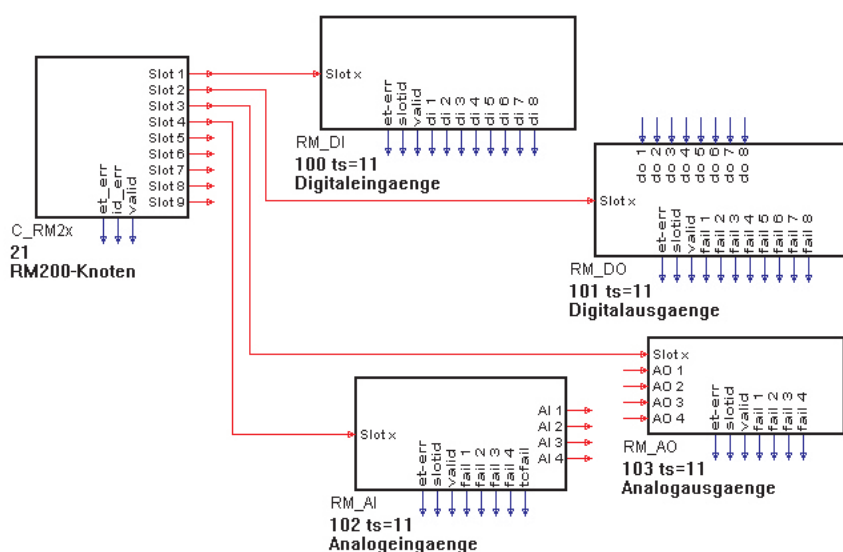 Slot 1
Slot 2
Slot 3
Slot 4
Slot 5
Slot 6
Slot 7
Slot 8
Slot 9
et_err
id_err
valid
C_RM2x
21
RM200-Knoten
Slot x
et-err
slotid
valid
di 1
di 2
di 3
di 4
di 5
di 6
di 7
di 8
RM_DI
100 ts=11
Digitaleingaenge
do 1
do 2
do 3
do 4
do 5
do 6
do 7
do 8
Slot x
et-err
slotid
valid
fail 1
fail 2
fail 3
fail 4
fail 5
fail 6
fail 7
fail 8
RM_DO
101 ts=11
Digitalausgaenge
Slot x
AO 1
AO 2
AO 3
AO 4
et-err
slotid
valid
fail 1
fail 2
fail 3
fail 4
RM_AO
103 ts=11
Analogausgaenge
Slot x
AI 1
AI 2
AI 3
AI 4
et-err
slotid
valid
fail 1
fail 2
fail 3
fail 4
tcfail
RM_AI
102 ts=11
Analogeingaenge